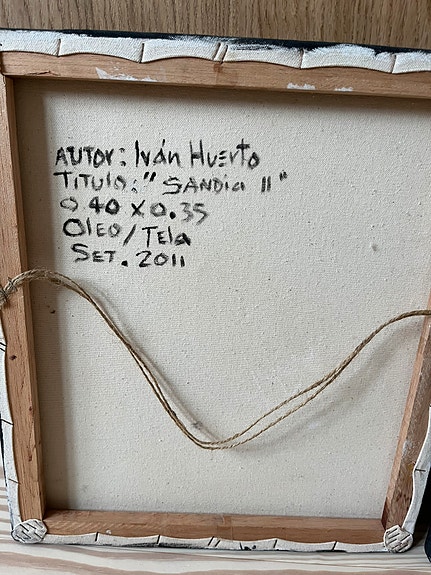 AUTOR: Iván Huerto
TITULO: "SANDIA II"
0.40 X 0.35
OLEO/TELA
SET. 2011